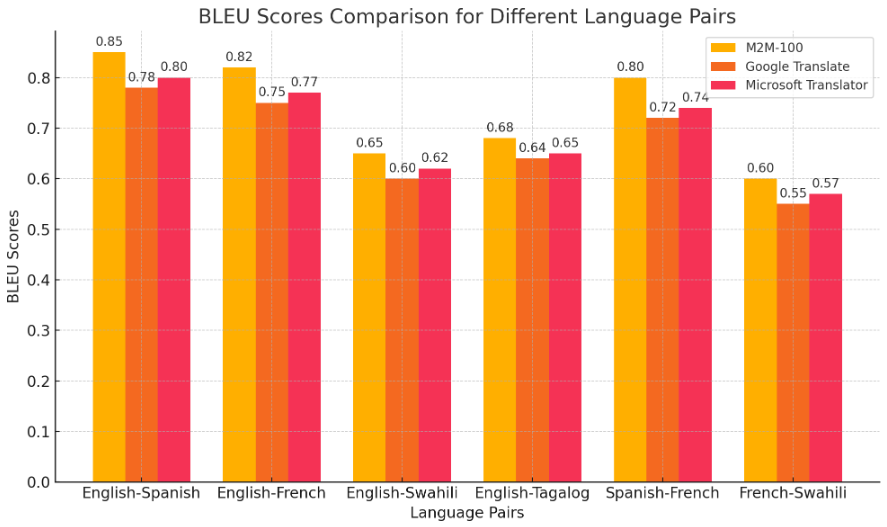 BLEU Scores Comparison for Different Language Pairs
M2M-100
Google Translate
Microsoft Translator
BLEU Scores
0.8
0.7
0.6
0.5
0.4
0.3
0.2
0.1
0.0
0.85 0.78 0.80
0.82 0.75 0.77
0.65 0.60 0.62
0.68 0.64 0.65
0.80 0.72 0.74
0.60 0.55 0.57
English-Spanish English-French English-Swahili English-Tagalog Spanish-French French-Swahili
Language Pairs